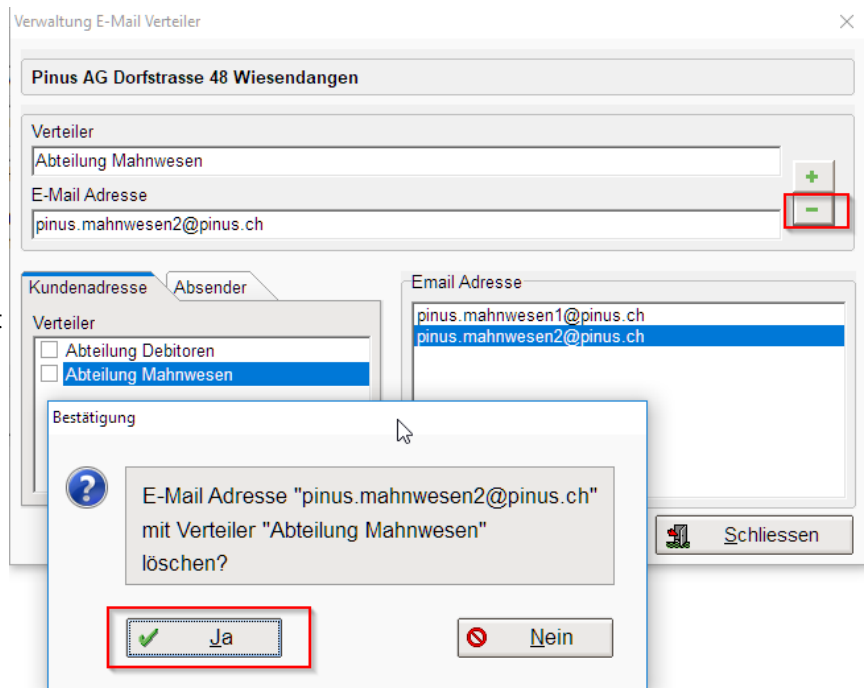 Verwaltung E-Mail Verteiler
Pinus AG Dorfstrasse 48 Wiesendangen
Verteiler
Abteilung Mahnwesen
E-Mail Adresse
pinus.mahnwesen2@pinus.ch
Kundenadresse
Absender
Verteiler
Abteilung Debitoren
Abteilung Mahnwesen
Email Adresse
pinus.mahnwesen1@pinus.ch
pinus.mahnwesen2@pinus.ch
Bestätigung
E-Mail Adresse "pinus.mahnwesen2@pinus.ch"
mit Verteiler "Abteilung Mahnwesen"
löschen?
Ja
Nein
Schliessen